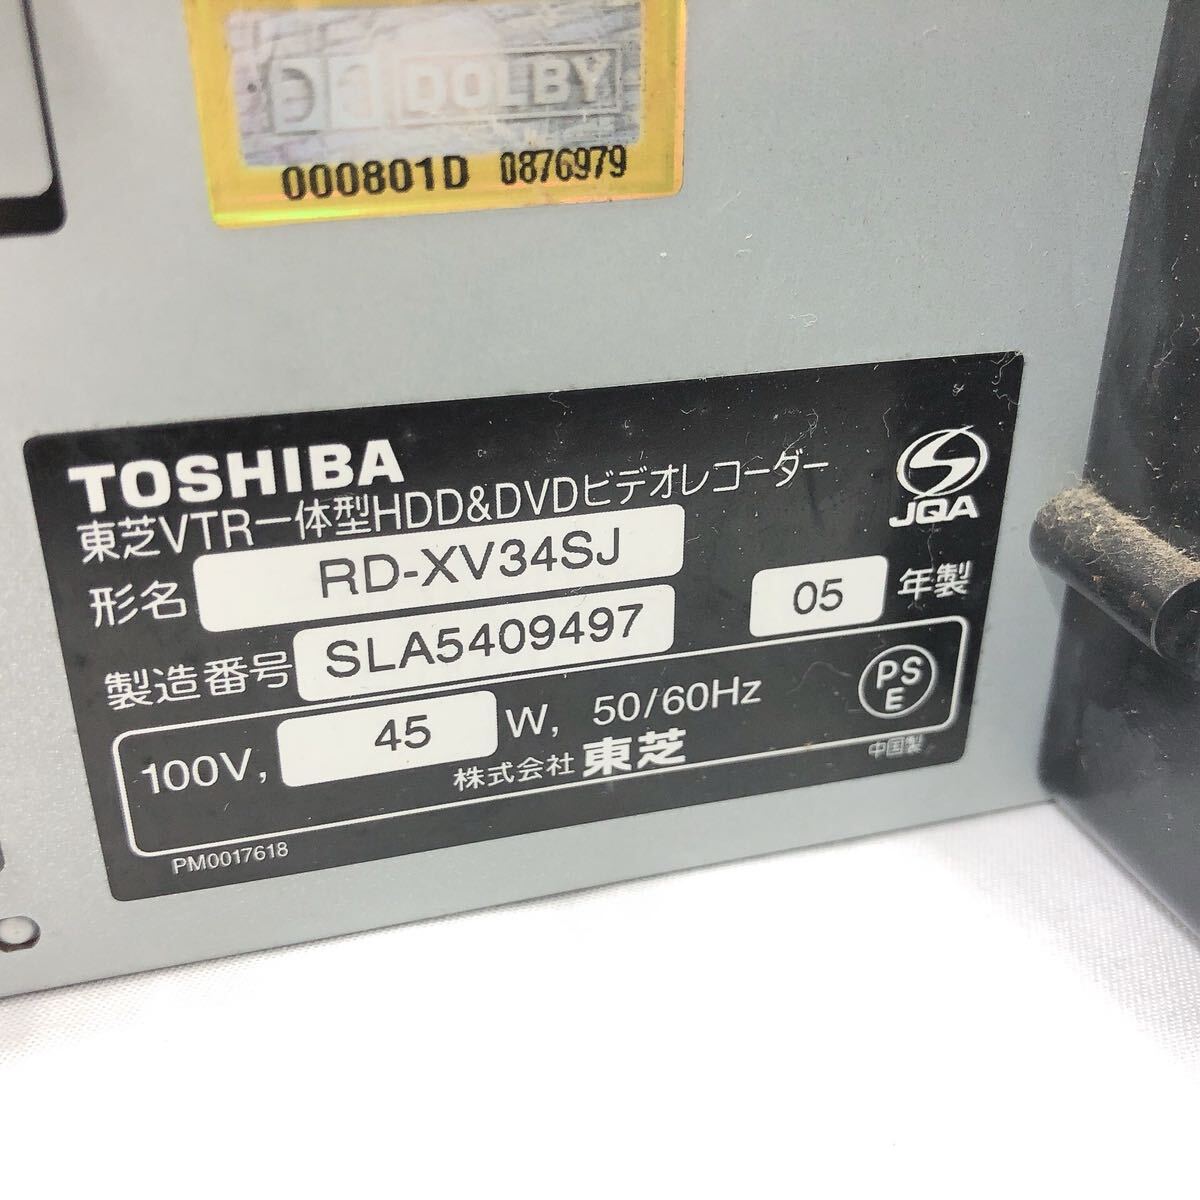 DOLBY
000801D 0876979
TOSHIBA
東芝VTR一体型HDD&DVDビデオレコーダー
JQA
形名 RD-XV34SJ
製造番号 SLA5409497 05 年製
100V, 45 W, 50/60Hz
PS
E
株式会社 東芝
中国製
PM0017618